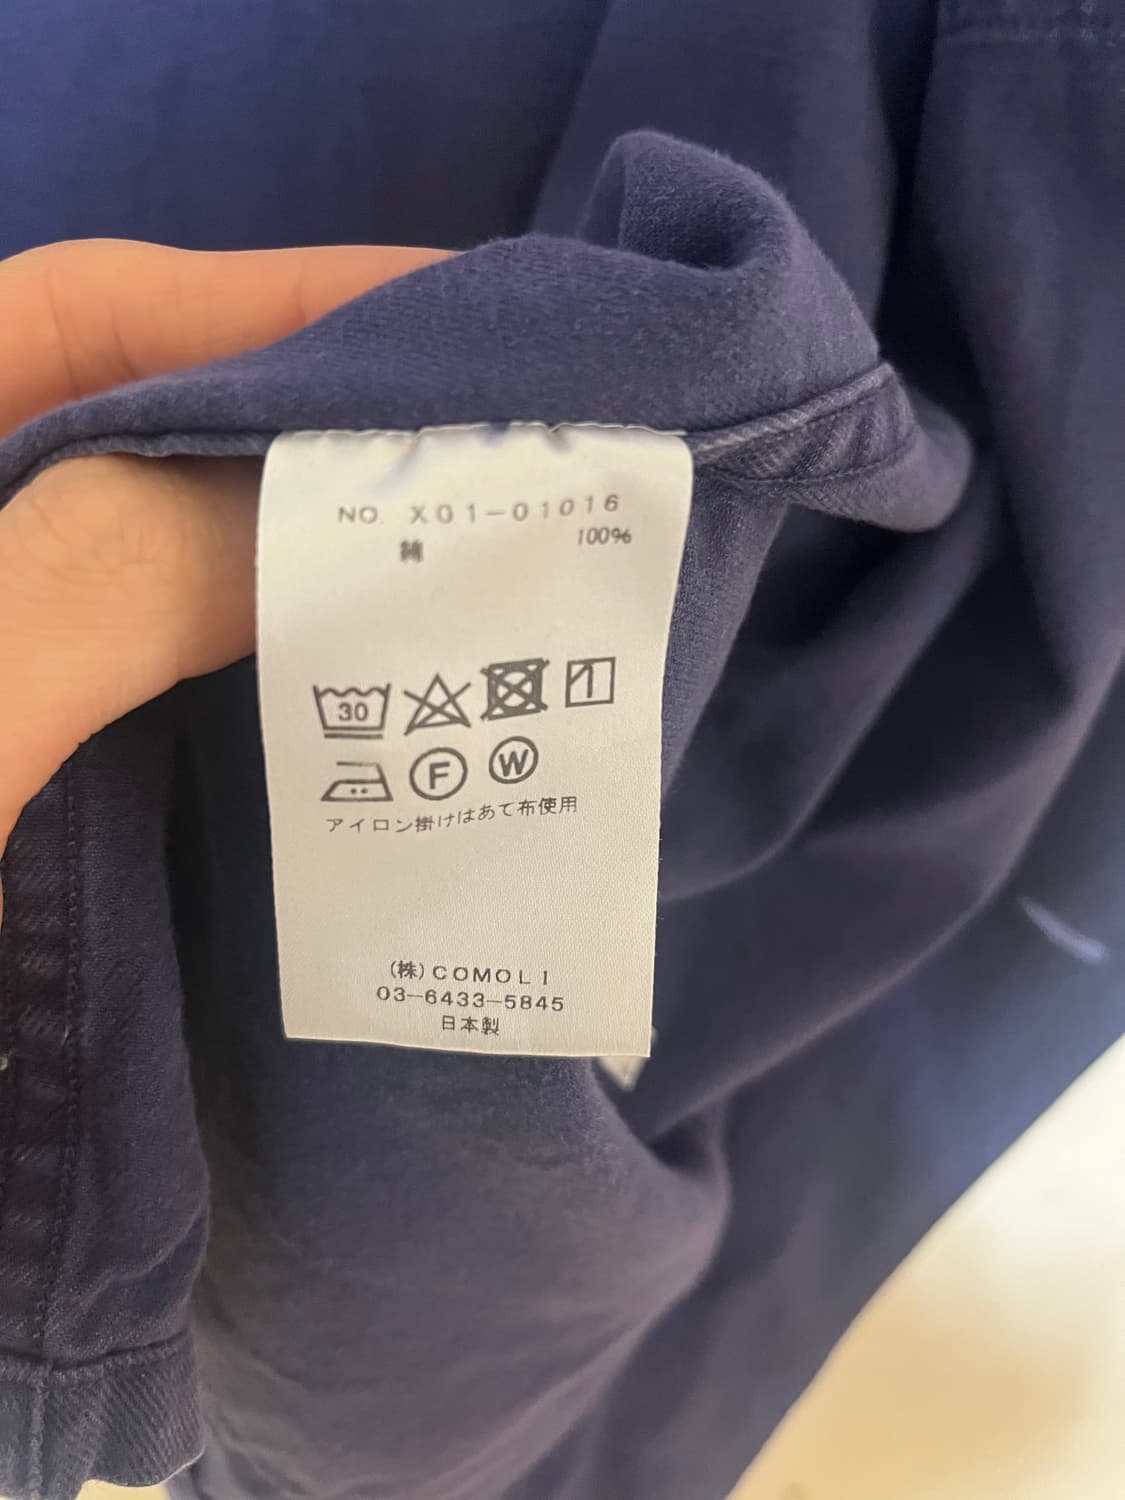 NO. X01-01016
綿 100%
30
F W
アイロン掛けはあて布使用
(株)COMOLI
03-6433-5845
日本製